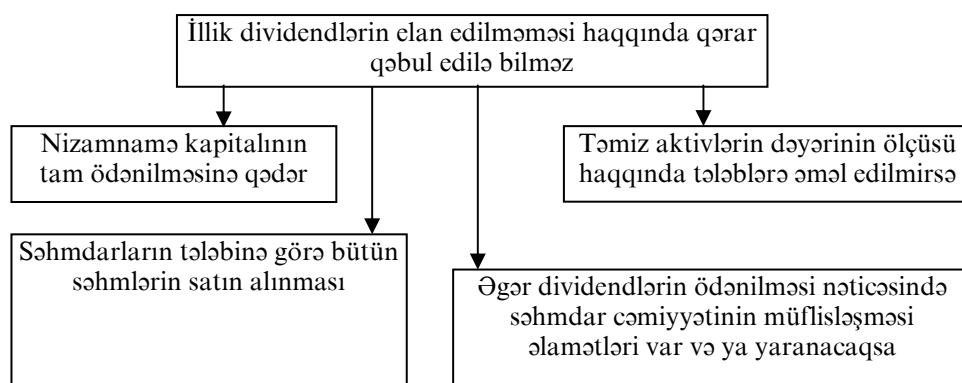 İllik dividendlərin elan edilməməsi haqqında qərar
qəbul edilə bilməz
Nizamnamə kapitalının
tam ödənilməsinə qədər
Təmiz aktivlərin dəyərinin ölçüsü
haqqında tələblərə əməl edilmirsə
Səhmdarların tələbinə görə bütün
səhmlərin satın alınması
Əgər dividendlərin ödənilməsi nəticəsində
səhmdar cəmiyyətinin müflisləşməsi
əlamətləri var və ya yaranacaqsa